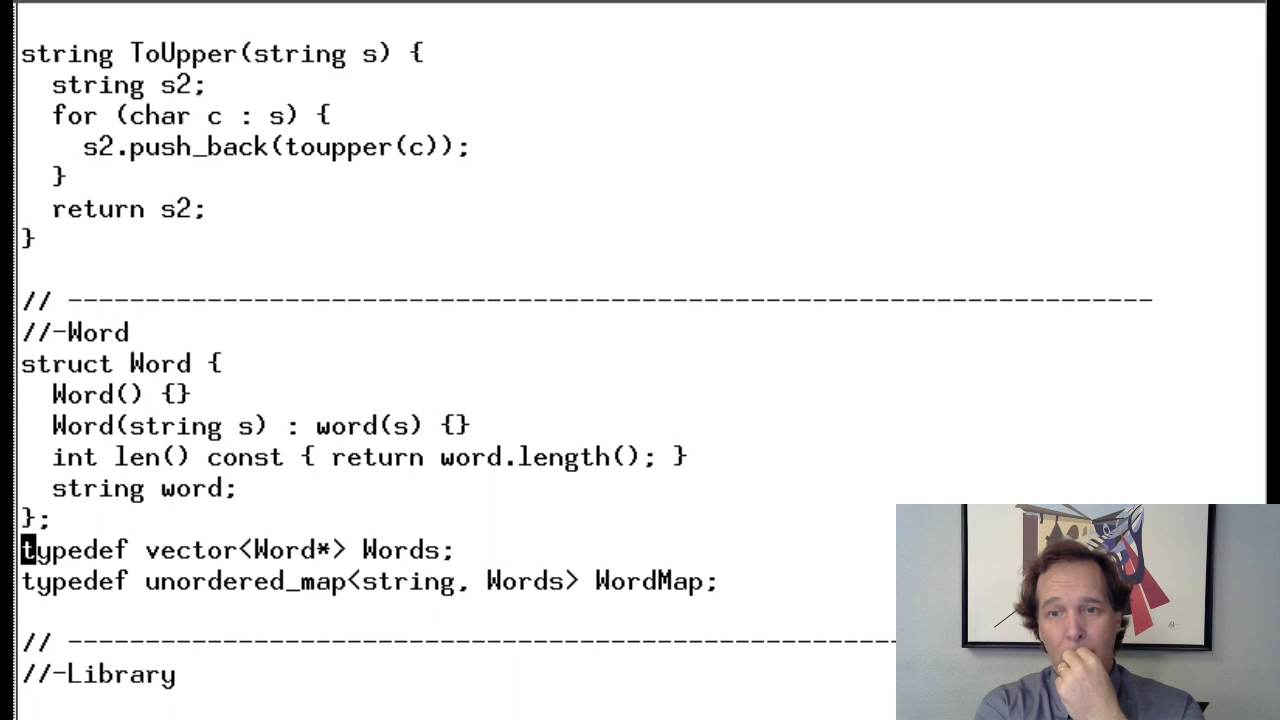 string ToUpper(string s) {
  string s2;
  for (char c : s) {
    s2.push_back(toupper(c));
  }
  return s2;
}
// ----------------------------------------------------------------------
//-Word
struct Word {
  Word() {}
  Word(string s) : word(s) {}
  int len() const { return word.length(); }
  string word;
};
typedef vector<Word*> Words;
typedef unordered_map<string, Words> WordMap;
// ------------------------------------------------------
//-Library